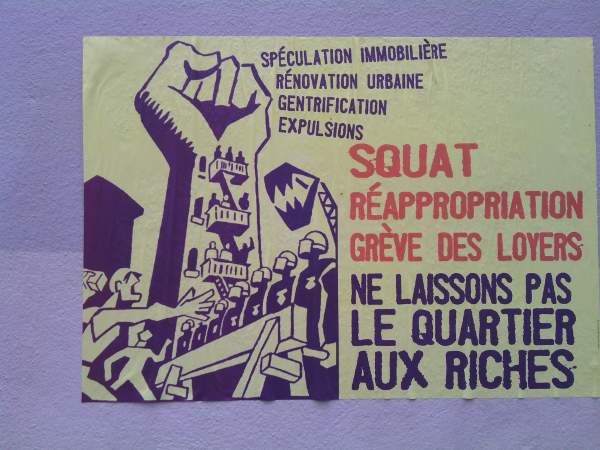 SPÉCULATION IMMOBILIÈRE
RÉNOVATION URBAINE
GENTRIFICATION
EXPULSIONS
SQUAT
RÉAPPROPRIATION
GRÈVE DES LOYERS
NE LAISSONS PAS
LE QUARTIER
AUX RICHES